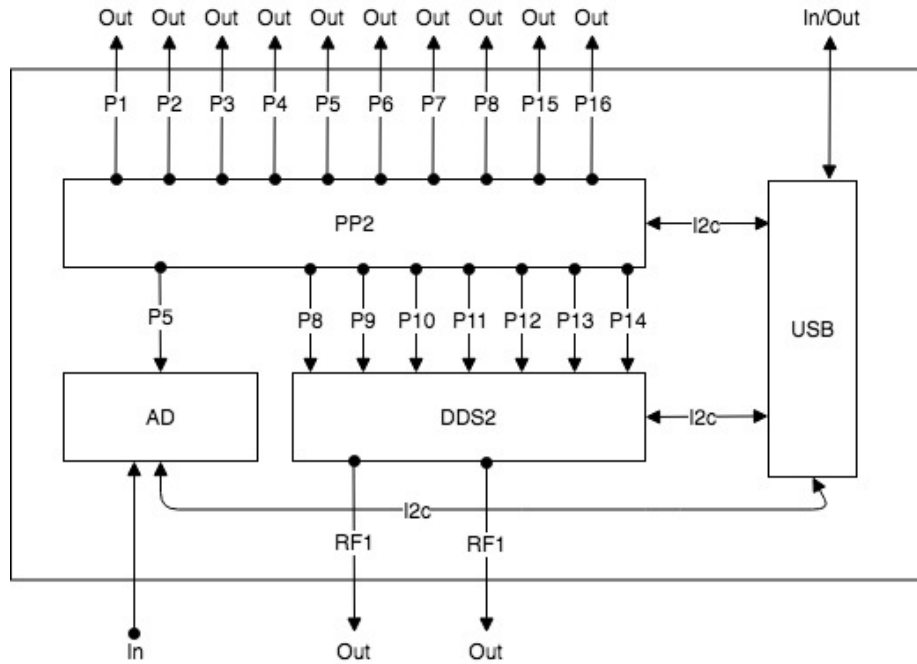 Out Out Out Out Out Out Out Out Out Out In/Out
P1 P2 P3 P4 P5 P6 P7 P8 P15 P16
PP2
I2c
P5 P8 P9 P10 P11 P12 P13 P14
USB
AD
DDS2
I2c
I2c
RF1 RF1
In Out Out